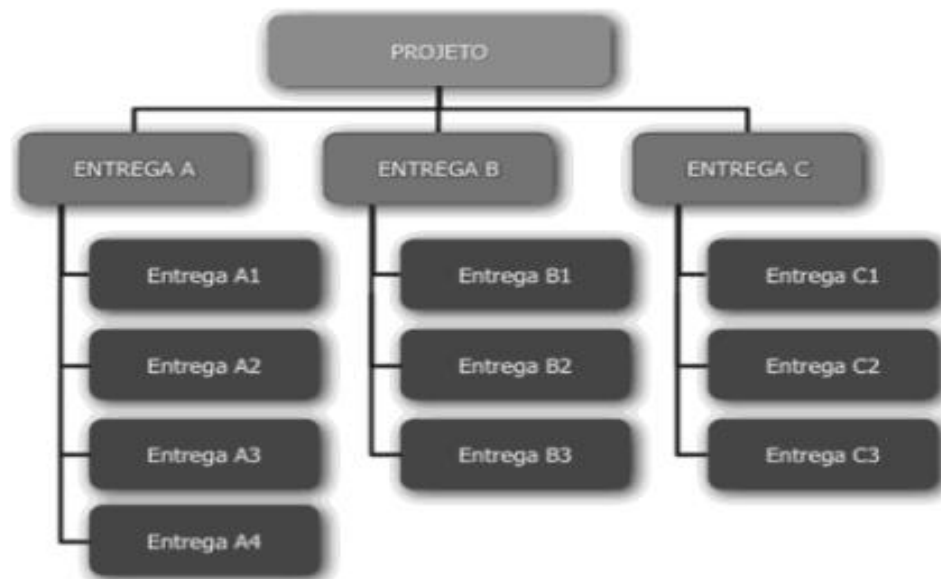 PROJETO
ENTREGA A
ENTREGA B
ENTREGA C
Entrega A1
Entrega B1
Entrega C1
Entrega A2
Entrega B2
Entrega C2
Entrega A3
Entrega B3
Entrega C3
Entrega A4